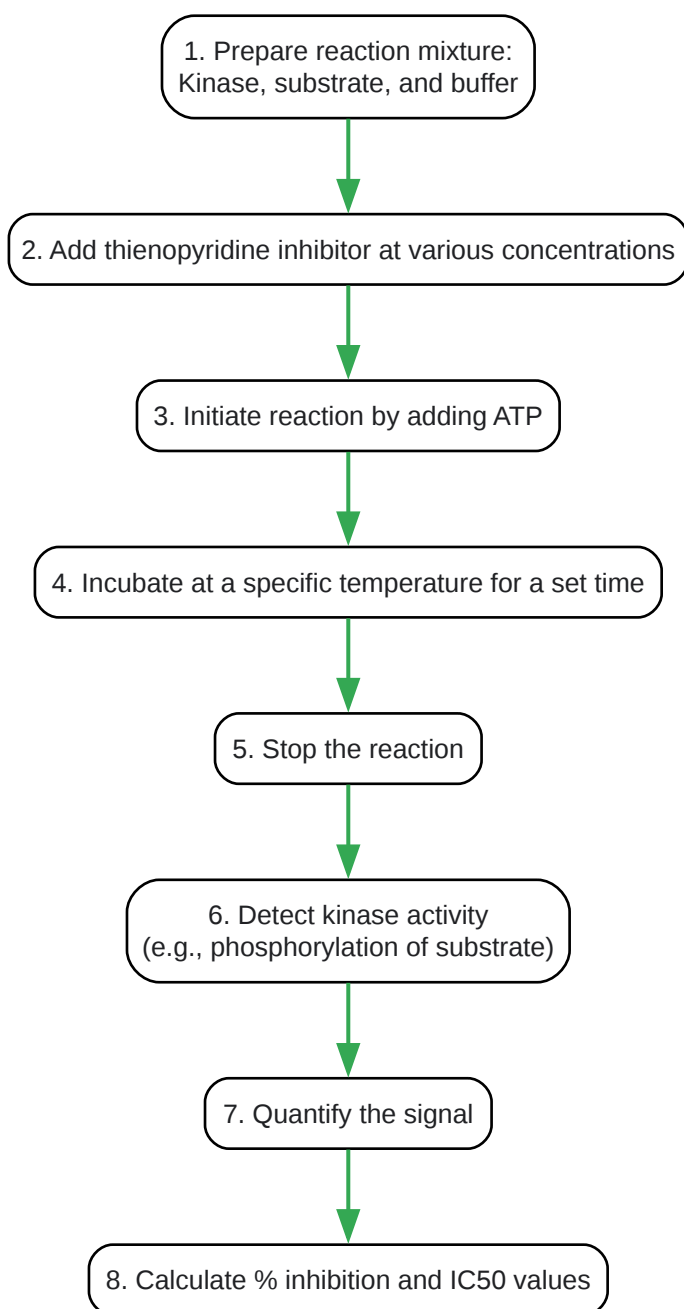 1. Prepare reaction mixture:
Kinase, substrate, and buffer
2. Add thienopyridine inhibitor at various concentrations
3. Initiate reaction by adding ATP
4. Incubate at a specific temperature for a set time
5. Stop the reaction
6. Detect kinase activity
(e.g., phosphorylation of substrate)
7. Quantify the signal
8. Calculate % inhibition and IC50 values